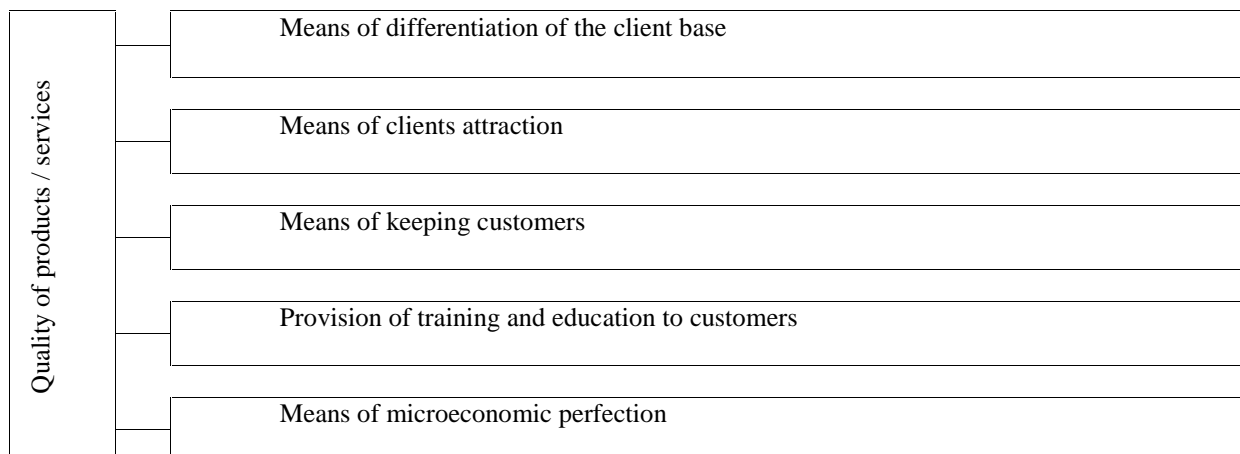 Quality of products / services
Means of differentiation of the client base
Means of clients attraction
Means of keeping customers
Provision of training and education to customers
Means of microeconomic perfection